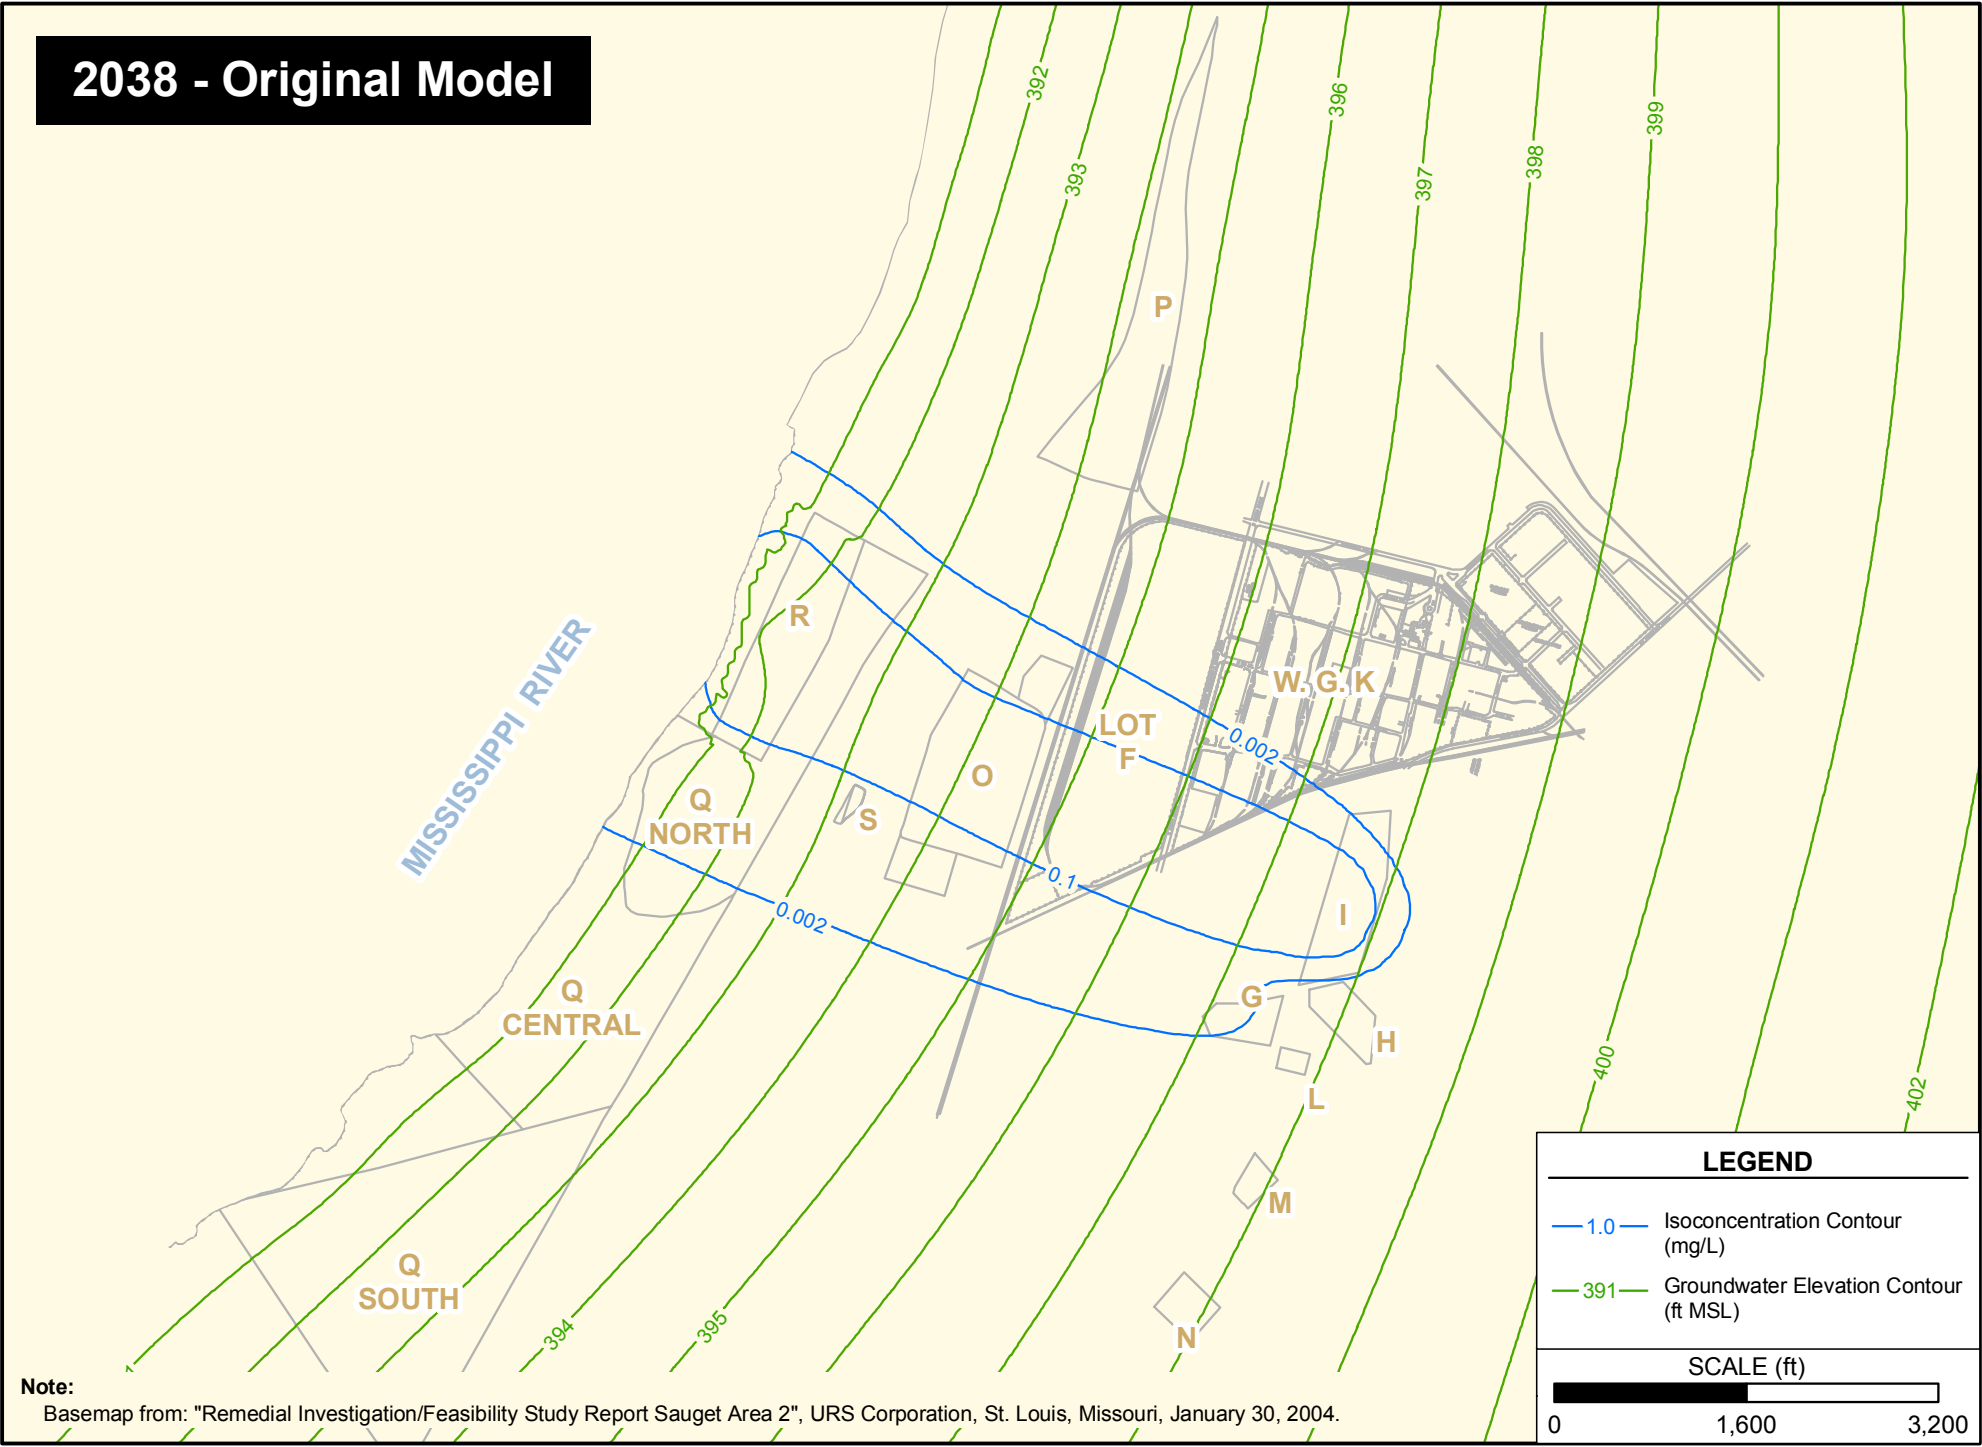 2038 - Original Model
392
393
396
397
398
399
P
R
MISSISSIPPI RIVER
W. G. K
LOT
F
0.002
O
Q
NORTH
S
0.1
0.002
I
Q
CENTRAL
G
H
L
400
402
M
Q
SOUTH
394
395
N
1
LEGEND
1.0
Isoconcentration Contour
(mg/L)
391
Groundwater Elevation Contour
(ft MSL)
SCALE (ft)
0 1,600 3,200
Note:
Basemap from: "Remedial Investigation/Feasibility Study Report Sauget Area 2", URS Corporation, St. Louis, Missouri, January 30, 2004.